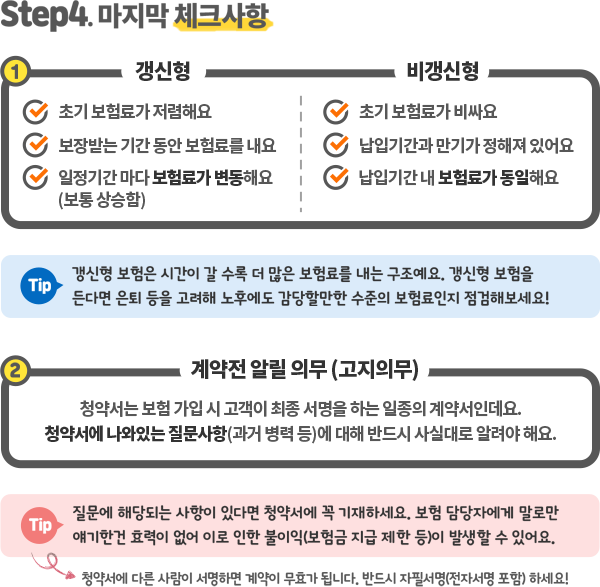 Step4. 마지막 체크사항
1
갱신형
초기 보험료가 저렴해요
보장받는 기간 동안 보험료를 내요
일정기간 마다 보험료가 변동해요
(보통 상승함)
비갱신형
초기 보험료가 비싸요
납입기간과 만기가 정해져 있어요
납입기간 내 보험료가 동일해요
Tip
갱신형 보험은 시간이 갈 수록 더 많은 보험료를 내는 구조예요. 갱신형 보험을
든다면 은퇴 등을 고려해 노후에도 감당할만한 수준의 보험료인지 점검해보세요!
2
계약전 알릴 의무 (고지의무)
청약서는 보험 가입 시 고객이 최종 서명을 하는 일종의 계약서인데요.
청약서에 나와있는 질문사항(과거 병력 등)에 대해 반드시 사실대로 알려야 해요.
Tip
질문에 해당되는 사항이 있다면 청약서에 꼭 기재하세요. 보험 담당자에게 말로만
얘기한건 효력이 없어 이로 인한 불이익(보험금 지급 제한 등)이 발생할 수 있어요.
청약서에 다른 사람이 서명하면 계약이 무효가 됩니다. 반드시 자필서명(전자서명 포함) 하세요!